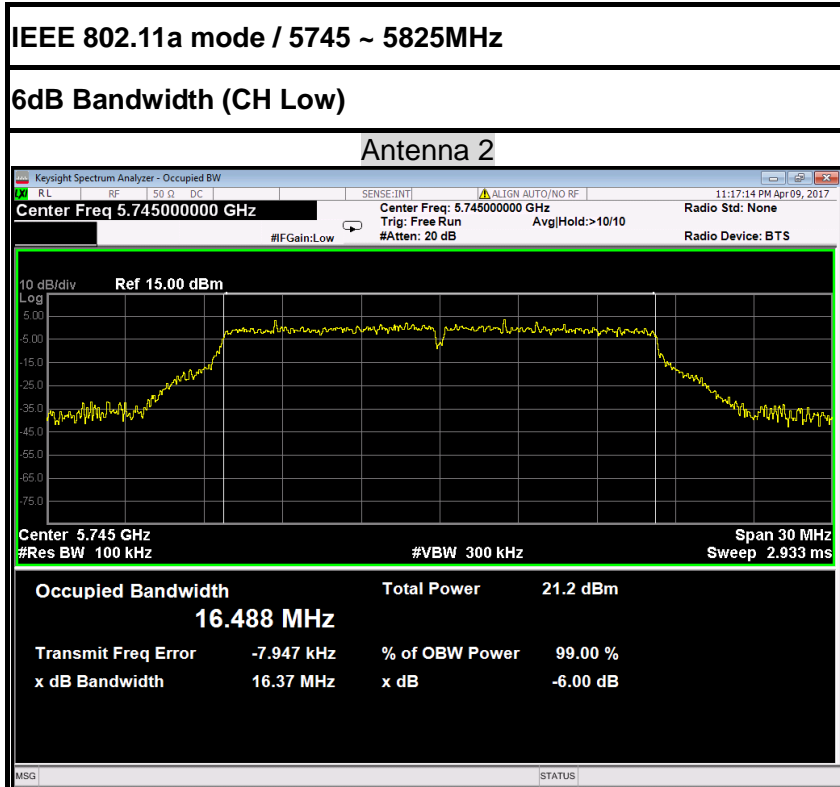 IEEE 802.11a mode / 5745 ~ 5825MHz
6dB Bandwidth (CH Low)
Antenna 2
Keysight Spectrum Analyzer - Occupied BW
LXI RL RF 50 Ω DC SENSE:INT ALIGN AUTO/NO RF 11:17:14 PM Apr 09, 2017
Center Freq 5.745000000 GHz Center Freq: 5.745000000 GHz Radio Std: None
Trig: Free Run Avg|Hold:>10/10
#IFGain:Low #Atten: 20 dB Radio Device: BTS
10 dB/div Ref 15.00 dBm
Log
5.00
-5.00
-15.0
-25.0
-35.0
-45.0
-55.0
-65.0
-75.0
Center 5.745 GHz Span 30 MHz
#Res BW 100 kHz #VBW 300 kHz Sweep 2.933 ms
Occupied Bandwidth Total Power 21.2 dBm
16.488 MHz
Transmit Freq Error -7.947 kHz % of OBW Power 99.00 %
x dB Bandwidth 16.37 MHz x dB -6.00 dB
MSG STATUS